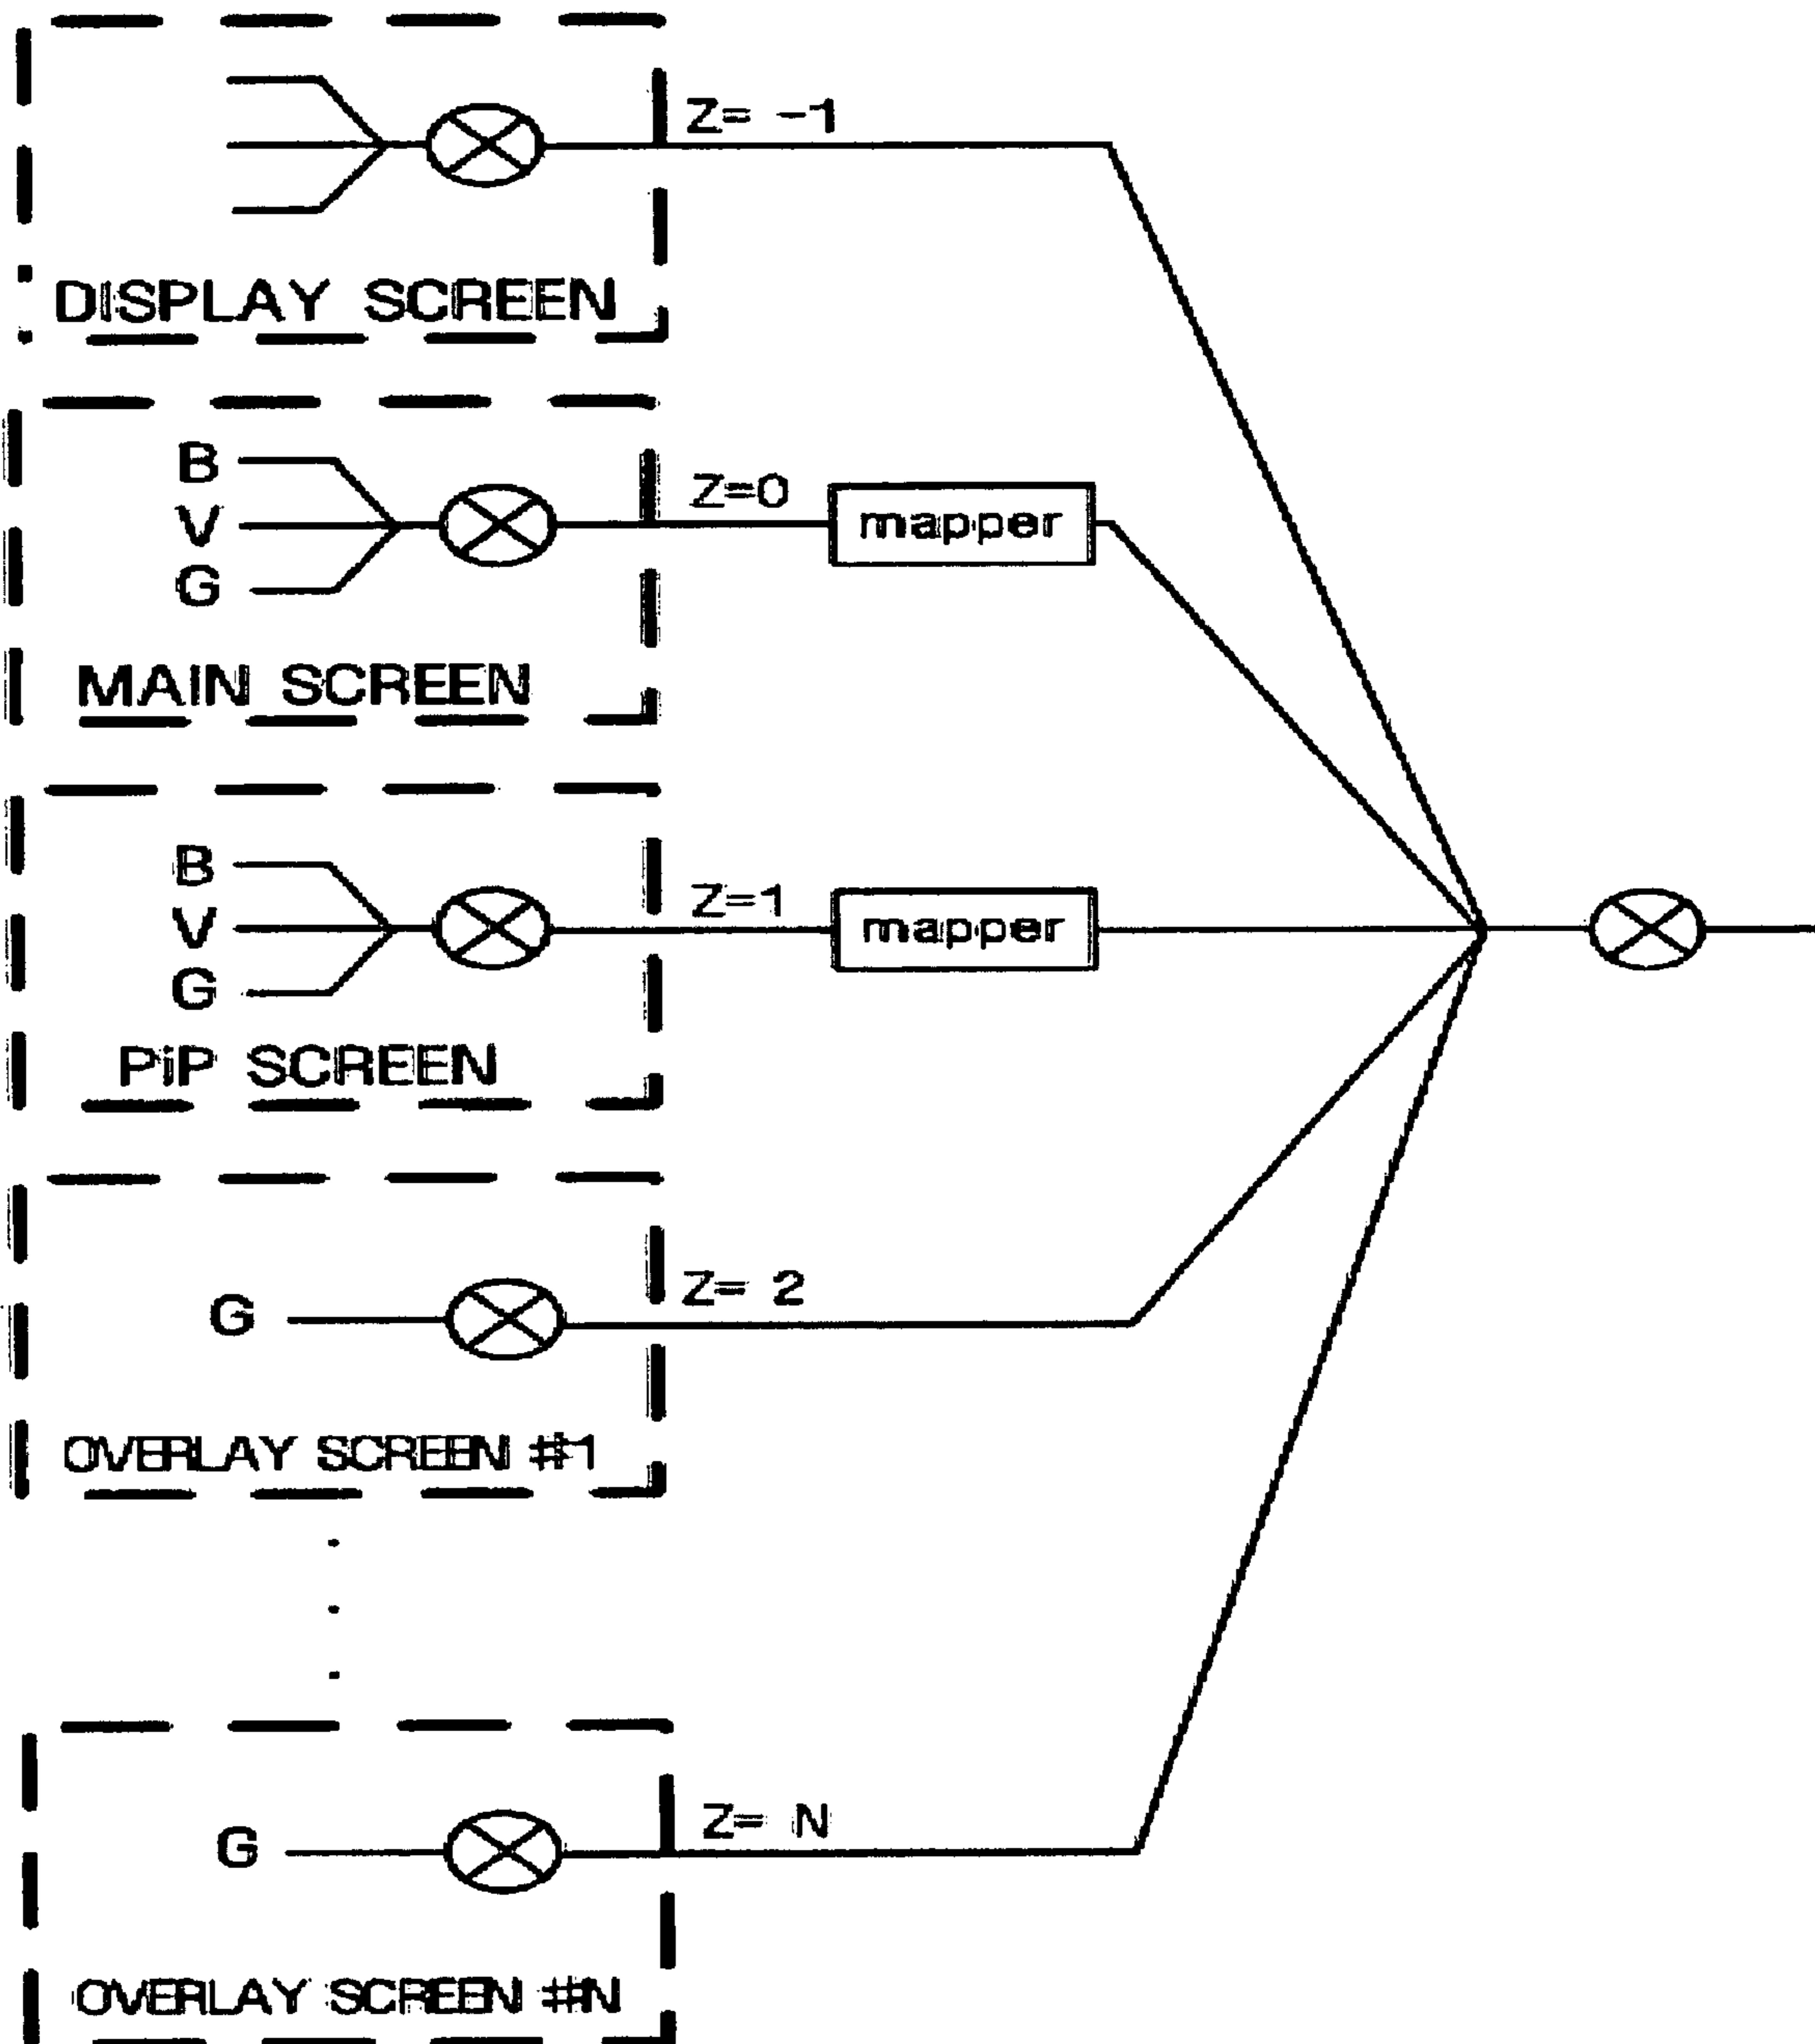 Z= -1
DISPLAY SCREEN
B
Z=0
V
mapper
G
MAIN SCREEN
B
Z=1
V
mapper
G
PiP SCREEN
Z= 2
G
OVERLAY SCREEN #1
Z= N
G
OVERLAY SCREEN #N